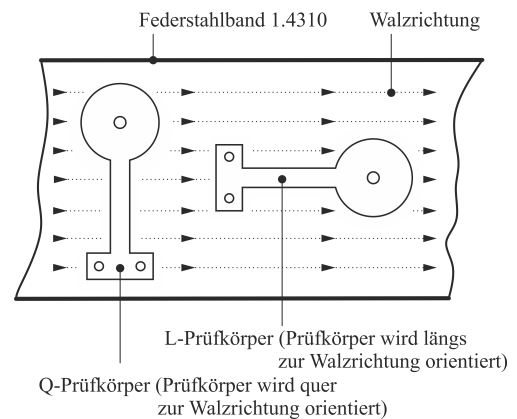 Federstahlband 1.4310
Walzrichtung
L-Prüfkörper (Prüfkörper wird längs
zur Walzrichtung orientiert)
Q-Prüfkörper (Prüfkörper wird quer
zur Walzrichtung orientiert)